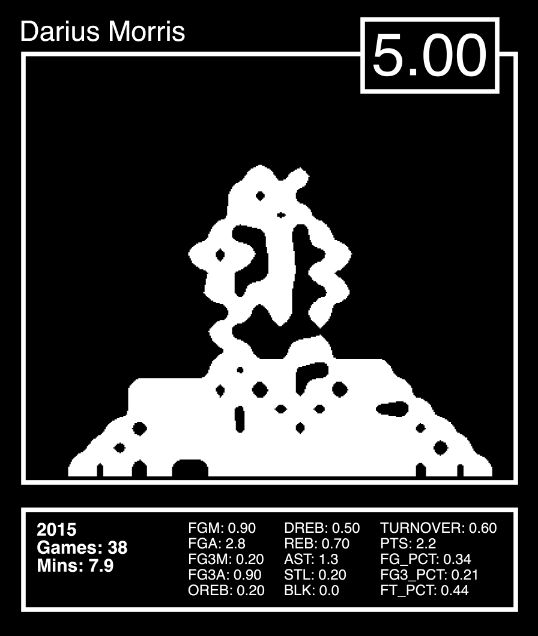 Darius Morris
5.00
2015
Games: 38
Mins: 7.9
FGM: 0.90
FGA: 2.8
FG3M: 0.20
FG3A: 0.90
OREB: 0.20
DREB: 0.50
REB: 0.70
AST: 1.3
STL: 0.20
BLK: 0.0
TURNOVER: 0.60
PTS: 2.2
FG_PCT: 0.34
FG3_PCT: 0.21
FT_PCT: 0.44